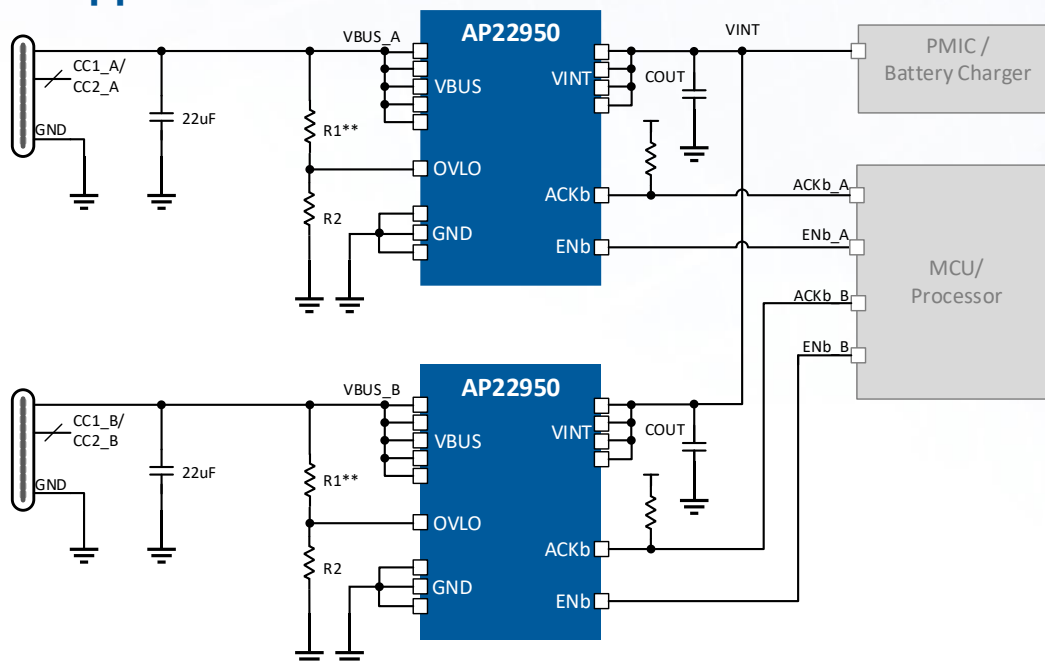 AP22950
VBUS_A
VINT
CC1_A/
CC2_A
GND
22uF
R1**
R2
VBUS
OVLO
GND
VINT
ACKb
ENb
COUT
PMIC /
Battery Charger
ACKb_A
ENb_A
ACKb_B
ENb_B
MCU/
Processor
AP22950
VBUS_B
CC1_B/
CC2_B
GND
22uF
R1**
R2
VBUS
OVLO
GND
VINT
ACKb
ENb
COUT